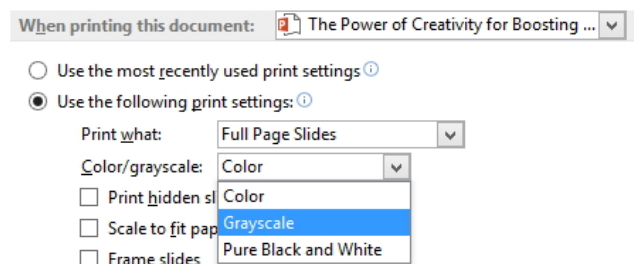 When printing this document: The Power of Creativity for Boosting ...
Use the most recently used print settings
Use the following print settings:
Print what: Full Page Slides
Color/grayscale: Color
Print hidden sl Color
Scale to fit pap Grayscale
Frame slides Pure Black and White